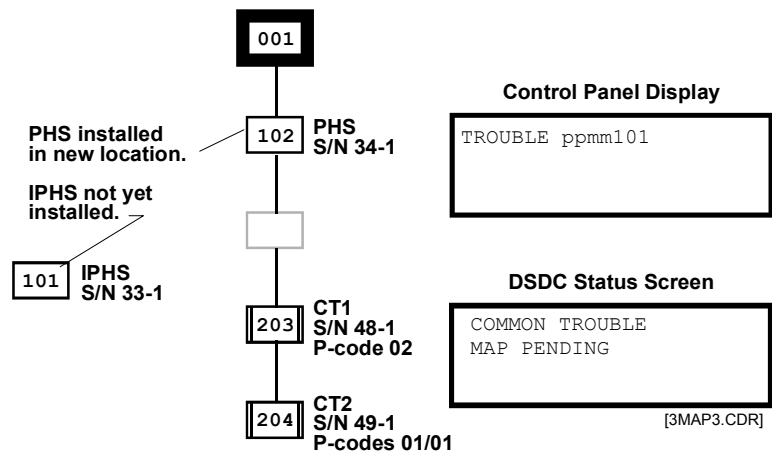 001
Control Panel Display
PHS installed
in new location.
102
PHS
S/N 34-1
TROUBLE ppmm101
IPHS not yet
installed.
101
IPHS
S/N 33-1
DSDC Status Screen
203
CT1
S/N 48-1
P-code 02
COMMON TROUBLE
MAP PENDING
204
CT2
S/N 49-1
P-codes 01/01
[3MAP3.CDR]